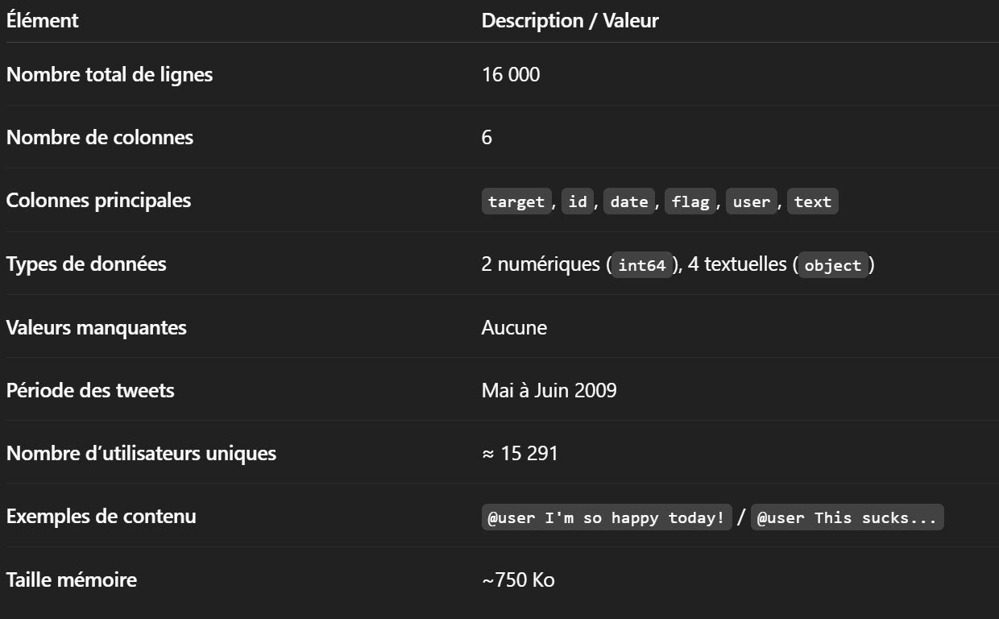 Élément Description / Valeur
Nombre total de lignes 16 000
Nombre de colonnes 6
Colonnes principales target, id, date, flag, user, text
Types de données 2 numériques (int64), 4 textuelles (object)
Valeurs manquantes Aucune
Période des tweets Mai à Juin 2009
Nombre d’utilisateurs uniques ≈ 15 291
Exemples de contenu @user I'm so happy today! / @user This sucks...
Taille mémoire ~750 Ko